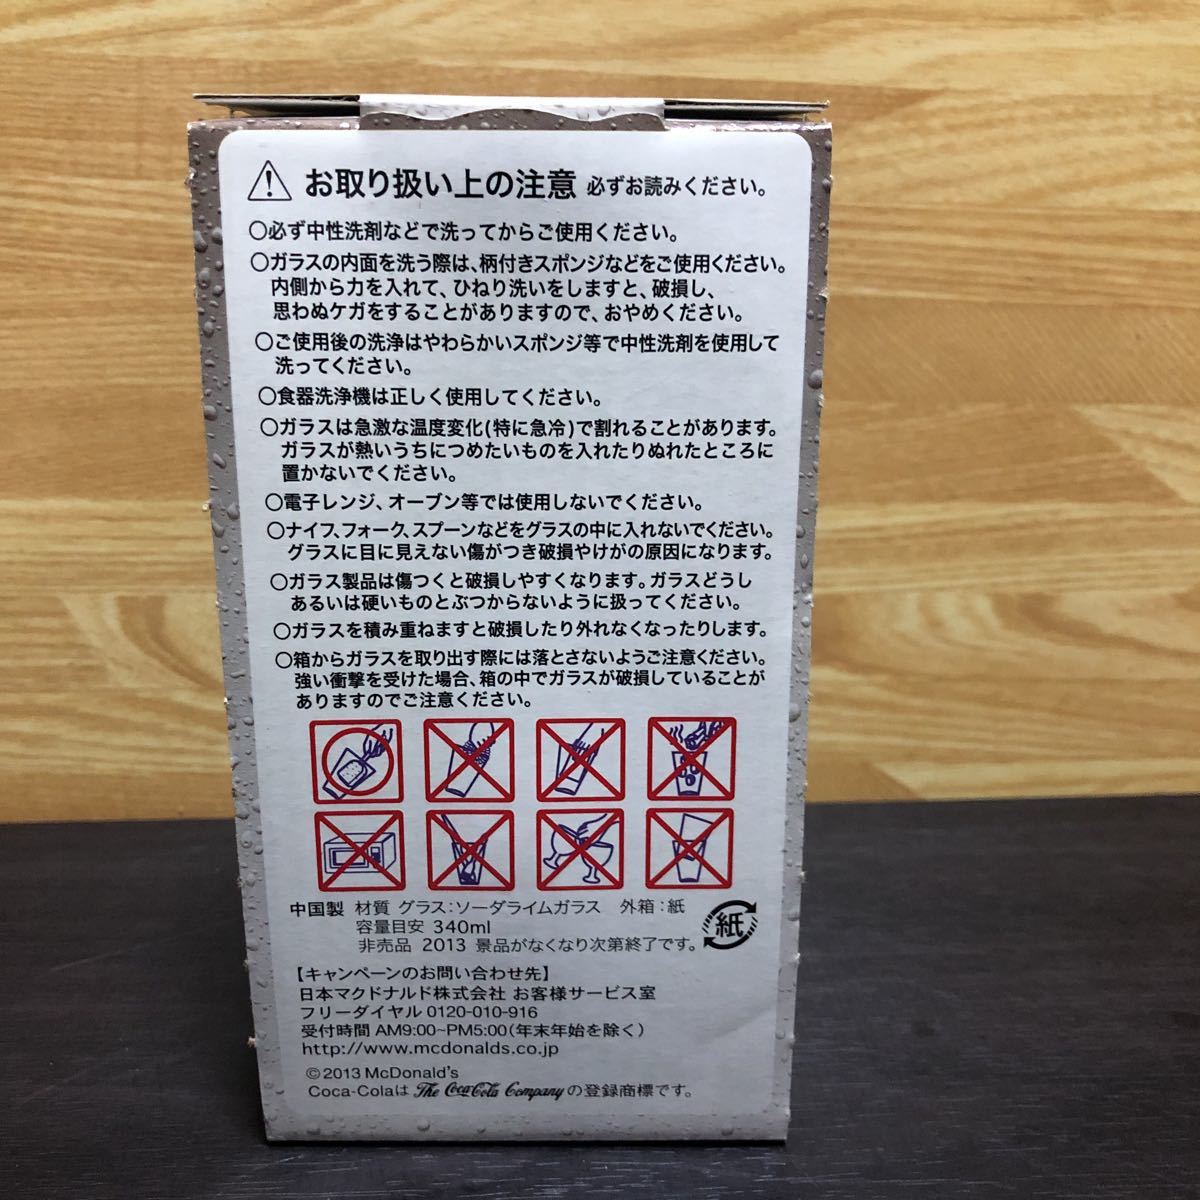 お取り扱い上の注意 必ずお読みください。
○必ず中性洗剤などで洗ってからご使用ください。
○ガラスの内面を洗う際は、柄付きスポンジなどをご使用ください。
内側から力を入れて、ひねり洗いをしますと、破損し、
思わぬケガをすることがありますので、おやめください。
○ご使用後の洗浄はやわらかいスポンジ等で中性洗剤を使用して
洗ってください。
○食器洗浄機は正しく使用してください。
○ガラスは急激な温度変化(特に急冷)で割れることがあります。
ガラスが熱いうちにつめたいものを入れたりぬれたところに
置かないでください。
○電子レンジ、オーブン等では使用しないでください。
○ナイフ、フォーク、スプーンなどをグラスの中に入れないでください。
グラスに目に見えない傷がつき破損やけがの原因になります。
○ガラス製品は傷つくと破損しやすくなります。ガラスどうし
あるいは硬いものとぶつからないように扱ってください。
○ガラスを積み重ねますと破損したり外れなくなったりします。
○箱からガラスを取り出す際には落とさないようご注意ください。
強い衝撃を受けた場合、箱の中でガラスが破損していることが
ありますのでご注意ください。
中国製 材質 グラス:ソーダライムガラス 外箱:紙
容量目安 340ml
非売品 2013 景品がなくなり次第終了です。
紙
【キャンペーンのお問い合わせ先】
日本マクドナルド株式会社 お客様サービス室
フリーダイヤル 0120-010-916
受付時間 AM9:00~PM5:00(年末年始を除く)
http://www.mcdonalds.co.jp
©2013 McDonald's
Coca-Colaは The Coca-Cola Company の登録商標です。